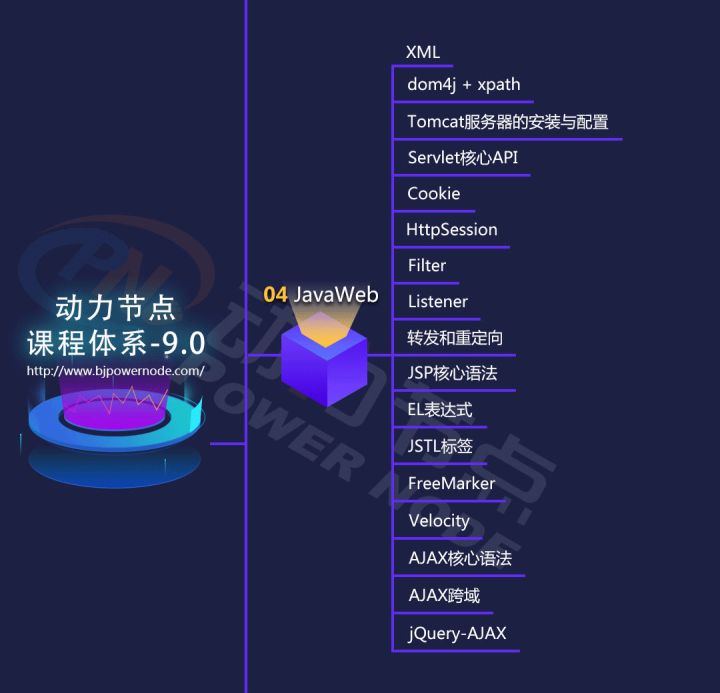 动力节点
课程体系-9.0
http://www.bjpowernode.com/
04 JavaWeb
XML
dom4j + xpath
Tomcat服务器的安装与配置
Servlet核心API
Cookie
HttpSession
Filter
Listener
转发和重定向
JSP核心语法
EL表达式
JSTL标签
FreeMarker
Velocity
AJAX核心语法
AJAX跨域
jQuery-AJAX
动力节点
POWER NODE